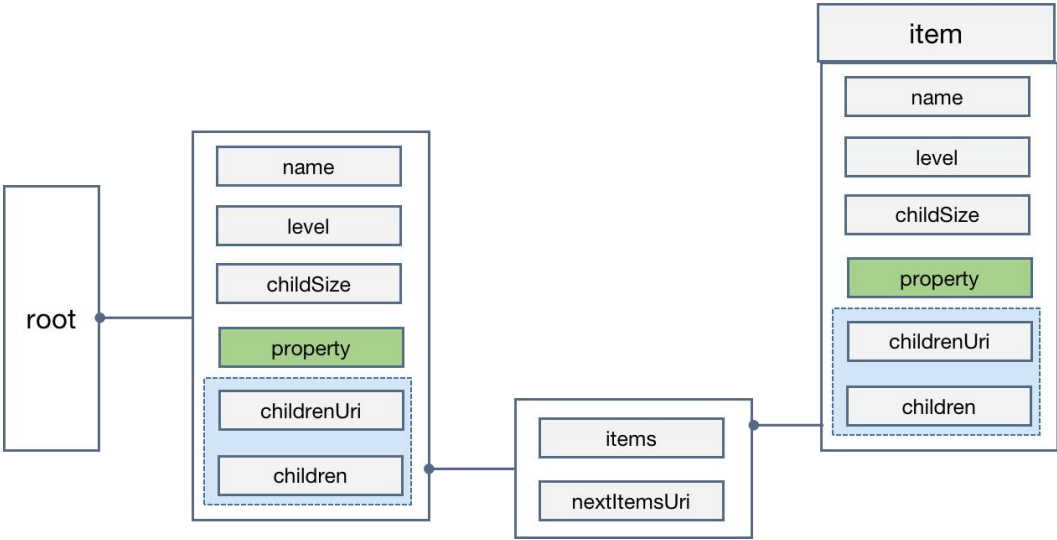 root
name
level
childSize
property
childrenUri
children
items
nextItemsUri
item
name
level
childSize
property
childrenUri
children